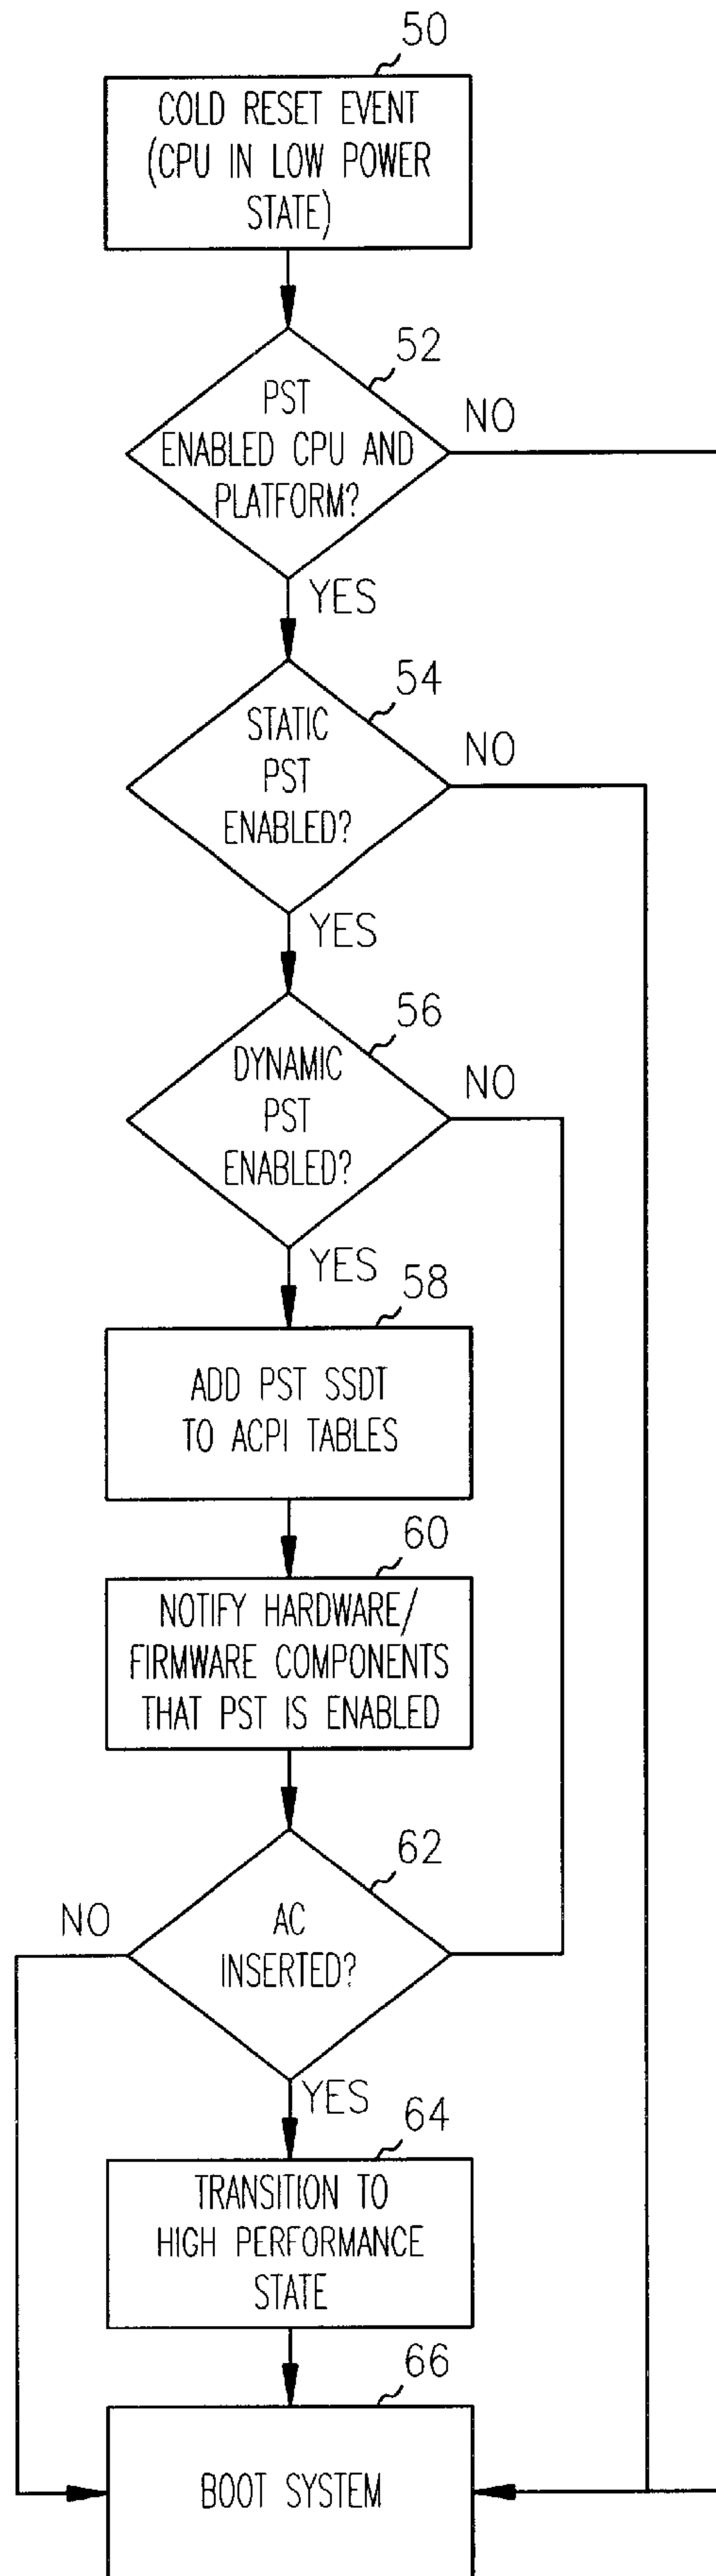 50
COLD RESET EVENT
(CPU IN LOW POWER
STATE)
52
PST
ENABLED CPU AND
PLATFORM?
NO
YES
54
STATIC
PST
ENABLED?
NO
YES
56
DYNAMIC
PST
ENABLED?
NO
YES
58
ADD PST SSDT
TO ACPI TABLES
60
NOTIFY HARDWARE/
FIRMWARE COMPONENTS
THAT PST IS ENABLED
62
NO
AC
INSERTED?
YES
64
TRANSITION TO
HIGH PERFORMANCE
STATE
66
BOOT SYSTEM